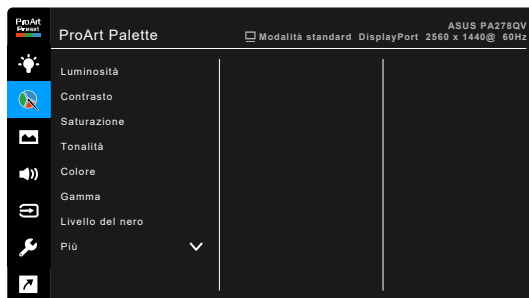 ProArt
Preset
ProArt Palette
ASUS PA278QV
Modalità standard DisplayPort 2560 x 1440@ 60Hz
Luminosità
Contrasto
Saturazione
Tonalità
Colore
Gamma
Livello del nero
Più